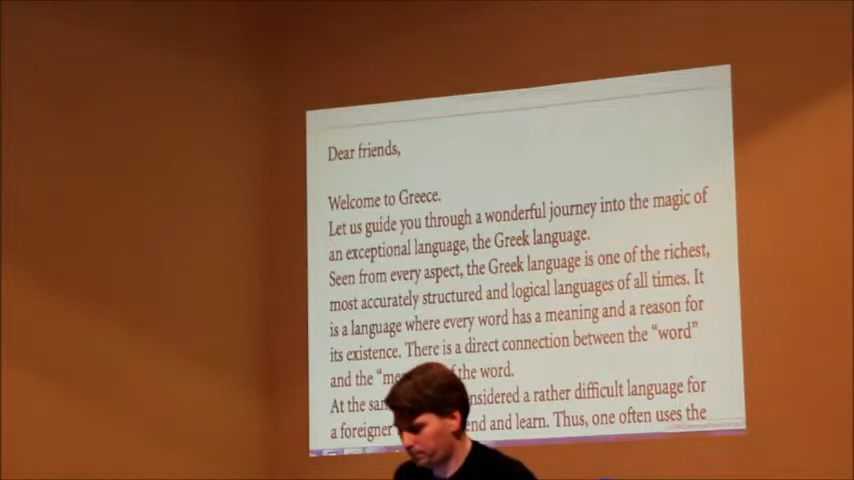 Dear friends,
Welcome to Greece.
Let us guide you through a wonderful journey into the magic of
an exceptional language, the Greek language.
Seen from every aspect, the Greek language is one of the richest,
most accurately structured and logical languages of all times. It
is a language where every word has a meaning and a reason for
its existence. There is a direct connection between the “word”
and the of the word.
At the considered a rather difficult language for
a foreigner and learn. Thus, one often uses the